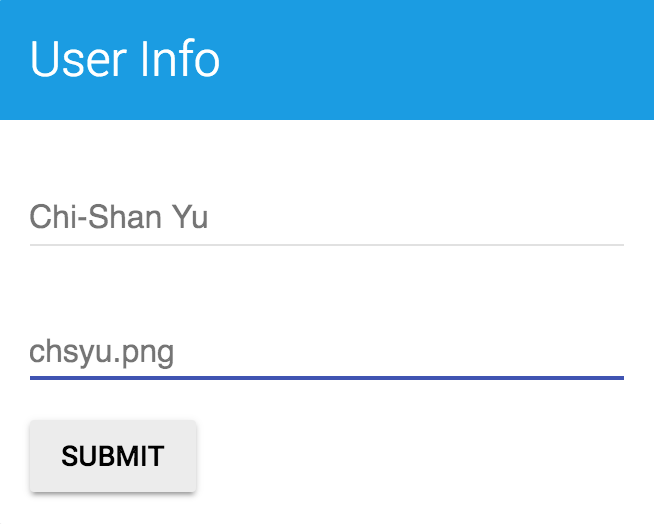 User Info
Chi-Shan Yu
chsyu.png
SUBMIT